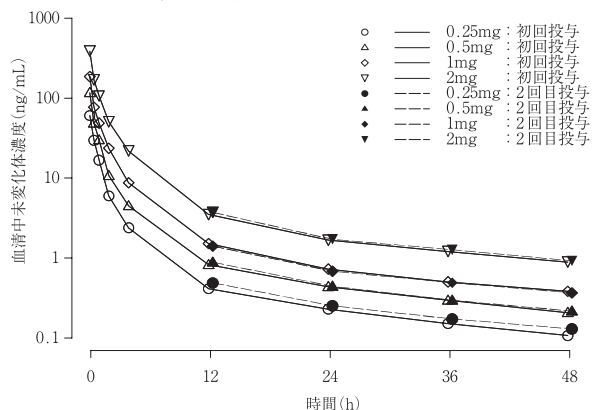 1000
100
10
1
0.1
血清中未変化体濃度(ng/mL)
0.25mg：初回投与
0.5mg：初回投与
1mg：初回投与
2mg：初回投与
0.25mg：2回目投与
0.5mg：2回目投与
1mg：2回目投与
2mg：2回目投与
0 12 24 36 48
時間(h)